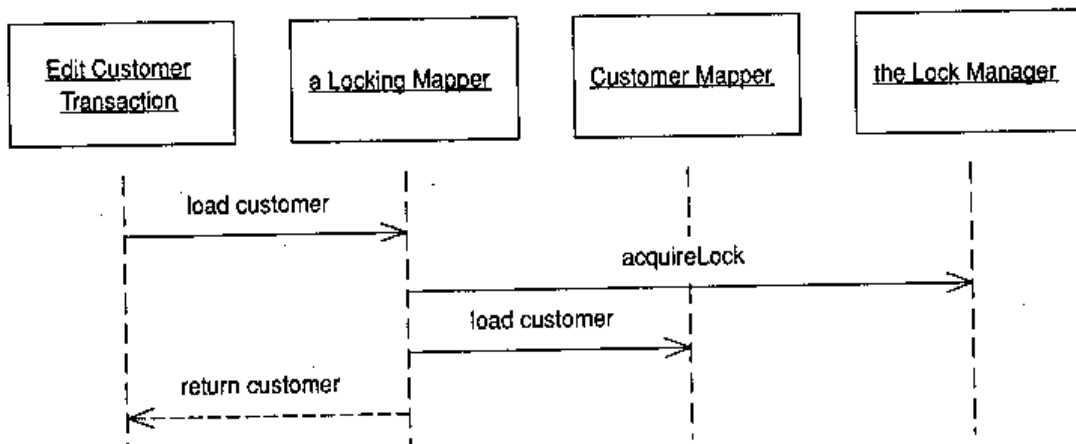 Edit Customer
Transaction
a Locking Mapper
Customer Mapper
the Lock Manager
load customer
acquireLock
load customer
return customer